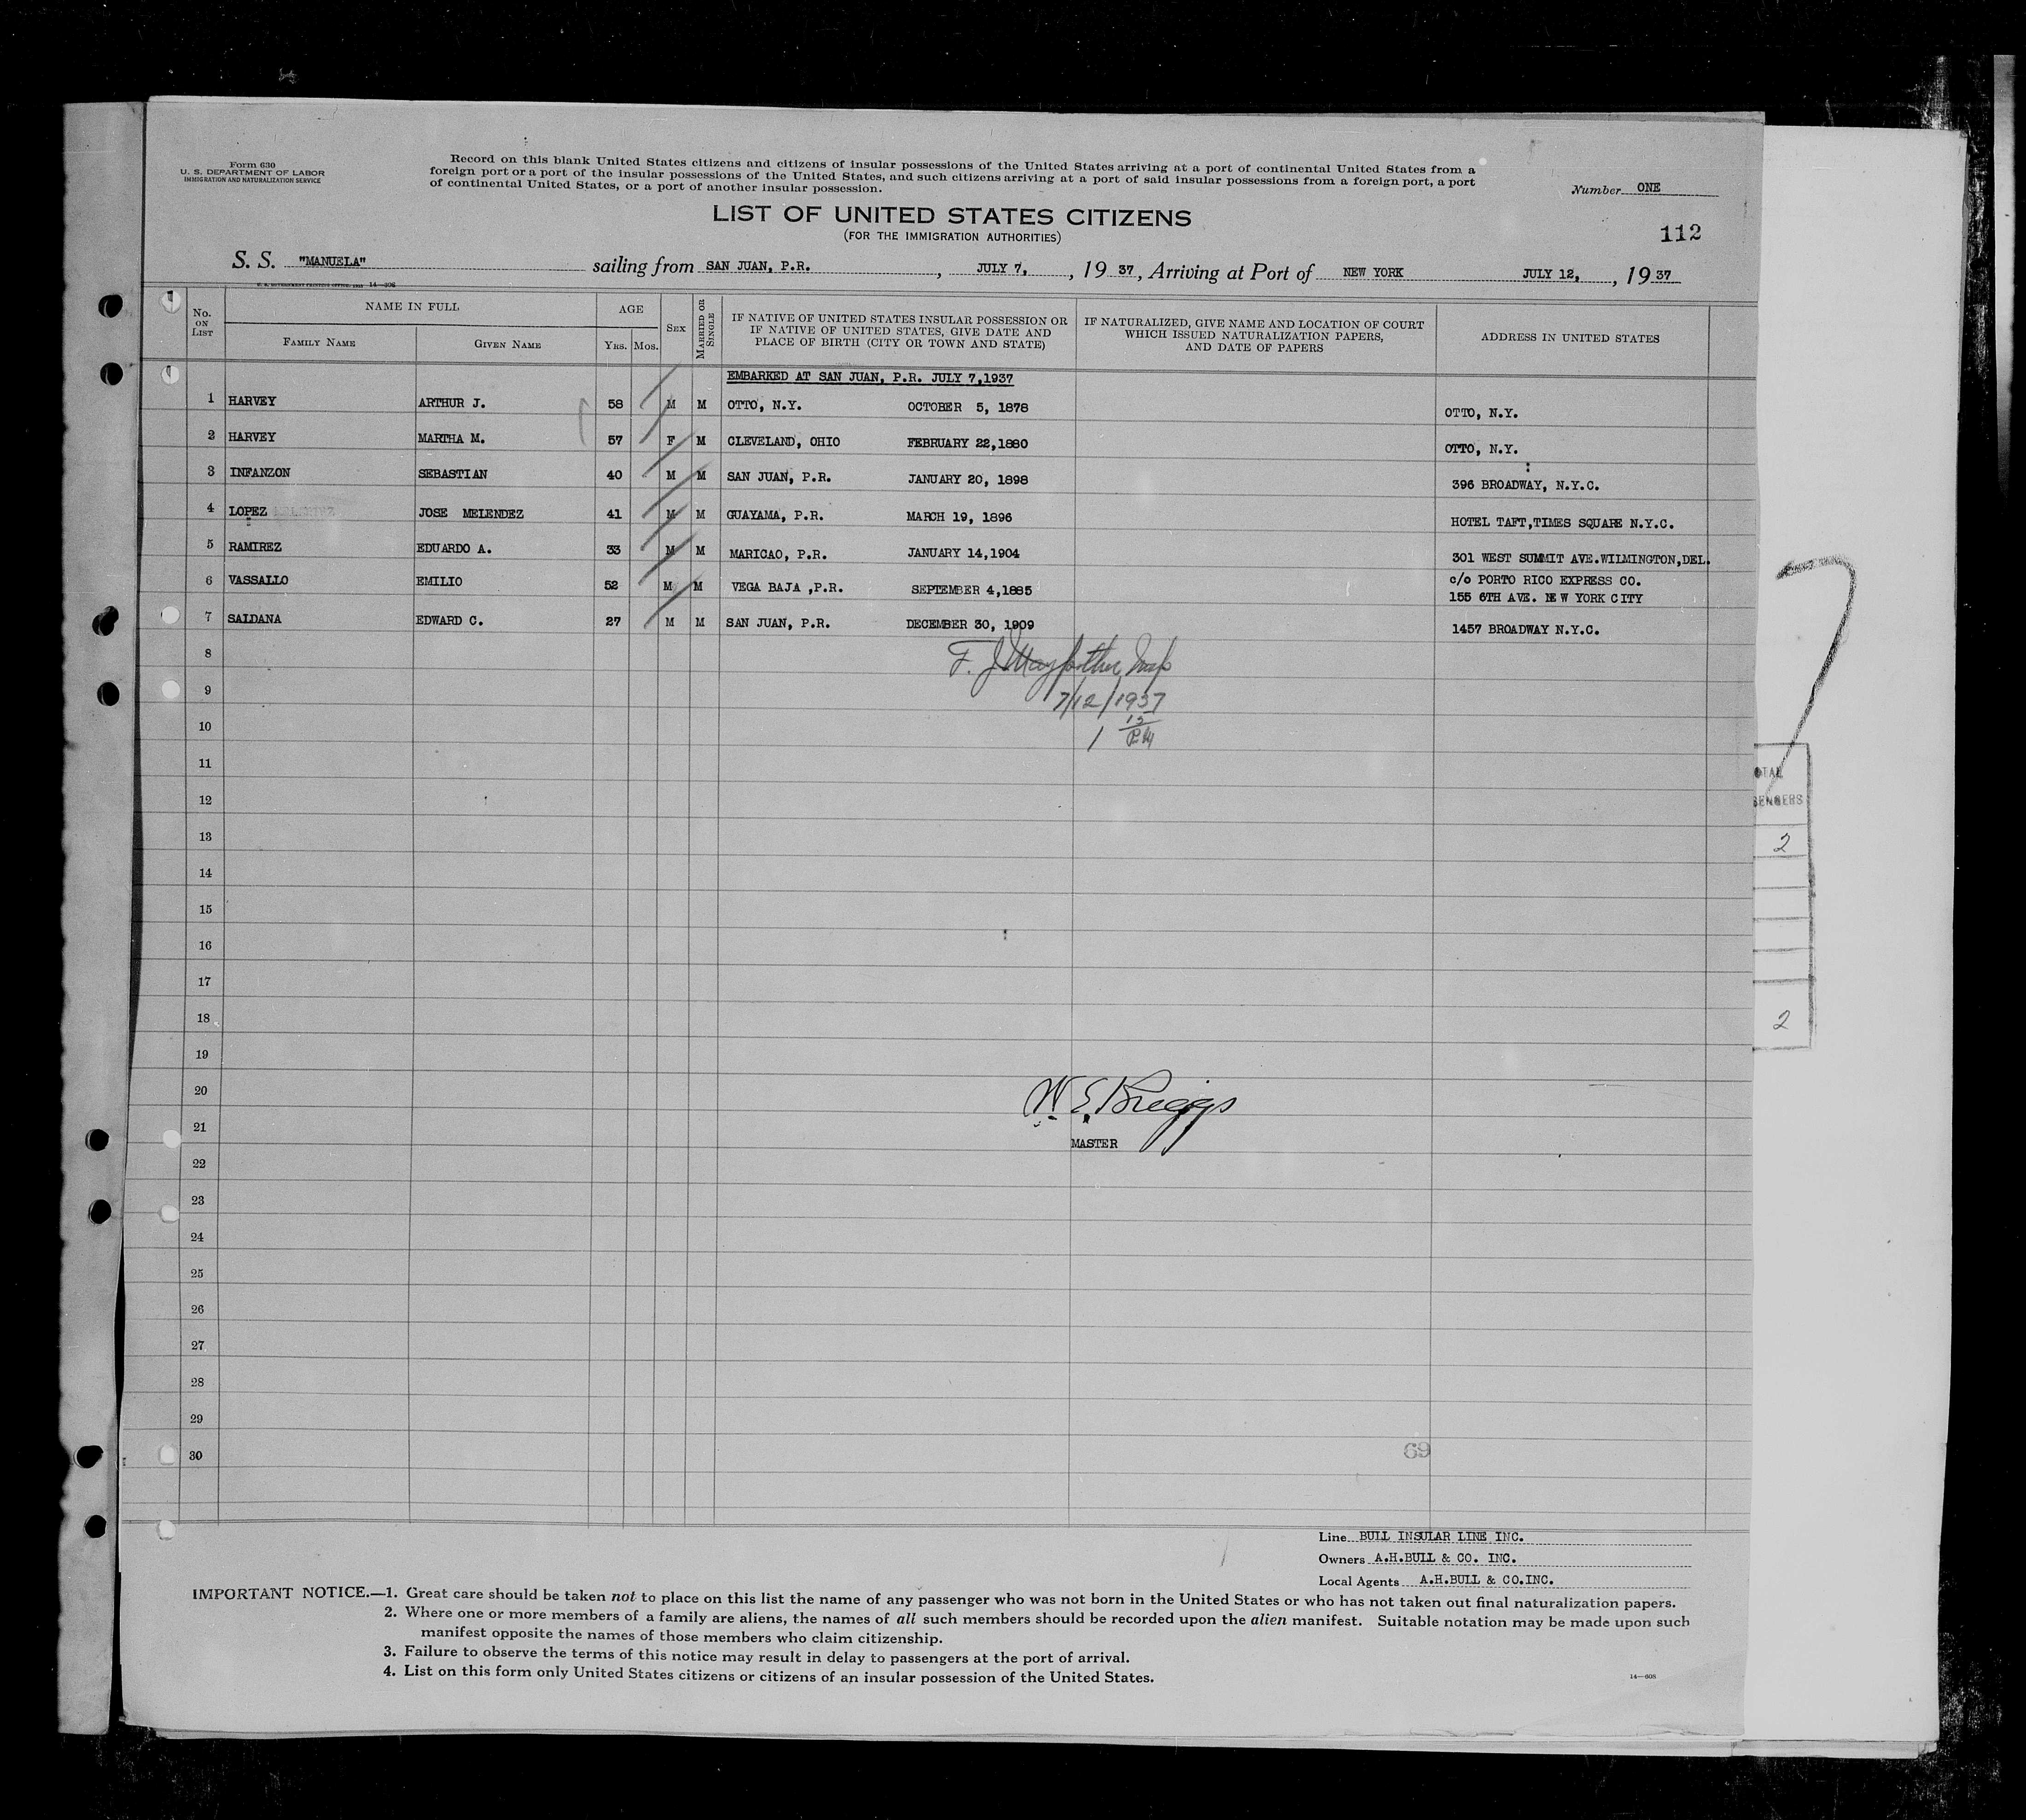 Form 630
U. S. DEPARTMENT OF LABOR
IMMIGRATION AND NATURALIZATION SERVICE
Record on this blank United States citizens and citizens of insular possessions of the United States arriving at a port of continental United States from a
foreign port or a port of the insular possessions of the United States, and such citizens arriving at a port of said insular possessions from a foreign port, a port
of continental United States, or a port of another insular possession.
Number ONE
LIST OF UNITED STATES CITIZENS
(FOR THE IMMIGRATION AUTHORITIES)
112
S. S. "MANUELA" sailing from SAN JUAN, P.R. , JULY 7, , 19 37, Arriving at Port of NEW YORK JULY 12, , 19 37
No. ON LIST NAME IN FULL FAMILY NAME GIVEN NAME AGE YRS. MOS. SEX MARRIED OR SINGLE IF NATIVE OF UNITED STATES INSULAR POSSESSION OR IF NATIVE OF UNITED STATES, GIVE DATE AND PLACE OF BIRTH (CITY OR TOWN AND STATE) IF NATURALIZED, GIVE NAME AND LOCATION OF COURT WHICH ISSUED NATURALIZATION PAPERS, AND DATE OF PAPERS ADDRESS IN UNITED STATES
EMBARKED AT SAN JUAN, P.R. JULY 7,1937
1 HARVEY ARTHUR J. 58 M M OTTO, N.Y. OCTOBER 5, 1878 OTTO, N.Y.
2 HARVEY MARTHA M. 57 F M CLEVELAND, OHIO FEBRUARY 22,1880 OTTO, N.Y.
3 INFANZON SEBASTIAN 40 M M SAN JUAN, P.R. JANUARY 20, 1898 396 BROADWAY, N.Y.C.
4 LOPEZ JOSE MELENDEZ 41 M M GUAYAMA, P.R. MARCH 19, 1896 HOTEL TAFT,TIMES SQUARE N.Y.C.
5 RAMIREZ EDUARDO A. 33 M M MARICAO, P.R. JANUARY 14,1904 301 WEST SUMMIT AVE.WILMINGTON,DEL.
6 VASSALLO EMILIO 52 M M VEGA BAJA ,P.R. SEPTEMBER 4,1885 c/o PORTO RICO EXPRESS CO.
155 6TH AVE. NEW YORK CITY
7 SALDANA EDWARD C. 27 M M SAN JUAN, P.R. DECEMBER 30, 1909 1457 BROADWAY N.Y.C.
8
F. J.
9
7/12/1937
10
11
12
13
14
15
16
17
18
19
20
W. E. Briggs
21
MASTER
22
23
24
25
26
27
28
29
30
69
TOTAL
PASSENGERS
2
2
Line BULL INSULAR LINE INC.
Owners A.H.BULL & CO. INC.
Local Agents A.H.BULL & CO.INC.
IMPORTANT NOTICE.—1. Great care should be taken not to place on this list the name of any passenger who was not born in the United States or who has not taken out final naturalization papers.
2. Where one or more members of a family are aliens, the names of all such members should be recorded upon the alien manifest. Suitable notation may be made upon such
manifest opposite the names of those members who claim citizenship.
3. Failure to observe the terms of this notice may result in delay to passengers at the port of arrival.
4. List on this form only United States citizens or citizens of an insular possession of the United States.
14—608